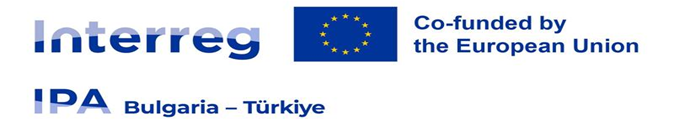 Interreg
Co-funded by
the European Union
IPA Bulgaria – Türkiye